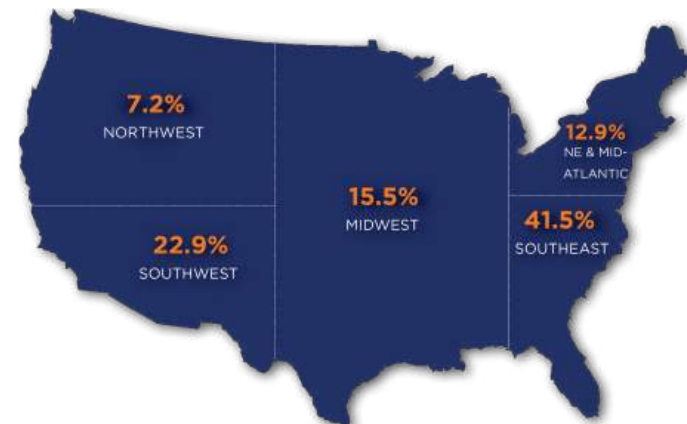 7.2%
NORTHWEST
12.9%
NE & MID-
ATLANTIC
15.5%
MIDWEST
41.5%
SOUTHEAST
22.9%
SOUTHWEST